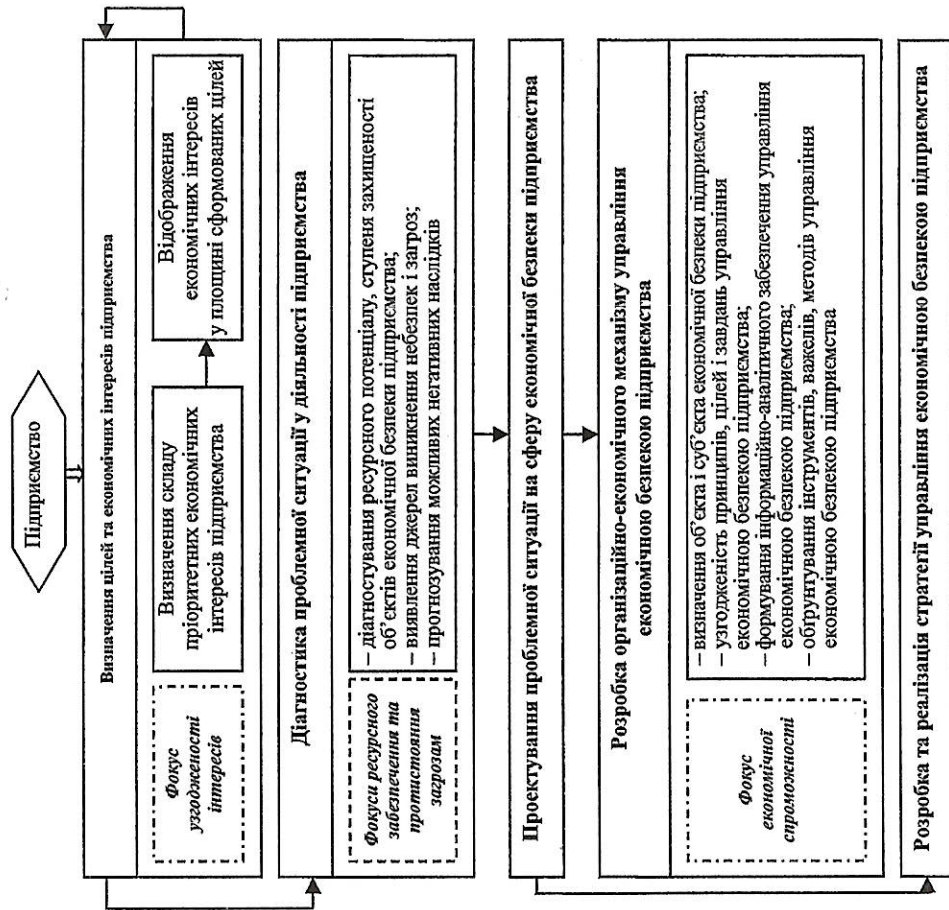 Підприємство
Визначення цілей та економічних інтересів підприємства
Фокус
узгодженості
інтересів
Визначення складу
пріоритетних економічних
інтересів підприємства
Відображення
економічних інтересів
у площині сформованих цілей
Діагностика проблемної ситуації у діяльності підприємства
Фокуси ресурсного
забезпечення та
протистояння
загрозам
– діагностування ресурсного потенціалу, ступеня захищеності
об’єктів економічної безпеки підприємства;
– виявлення джерел виникнення небезпек і загроз;
– прогнозування можливих негативних наслідків
Проектування проблемної ситуації на сферу економічної безпеки підприємства
Розробка організаційно-економічного механізму управління
економічною безпекою підприємства
Фокус
економічної
спроможності
– визначення об’єкта і суб’єкта економічної безпеки підприємства;
– узгодженість принципів, цілей і завдань управління
економічною безпекою підприємства;
– формування інформаційно-аналітичного забезпечення управління
економічною безпекою підприємства;
– обґрунтування інструментів, важелів, методів управління
економічною безпекою підприємства
Розробка та реалізація стратегії управління економічною безпекою підприємства